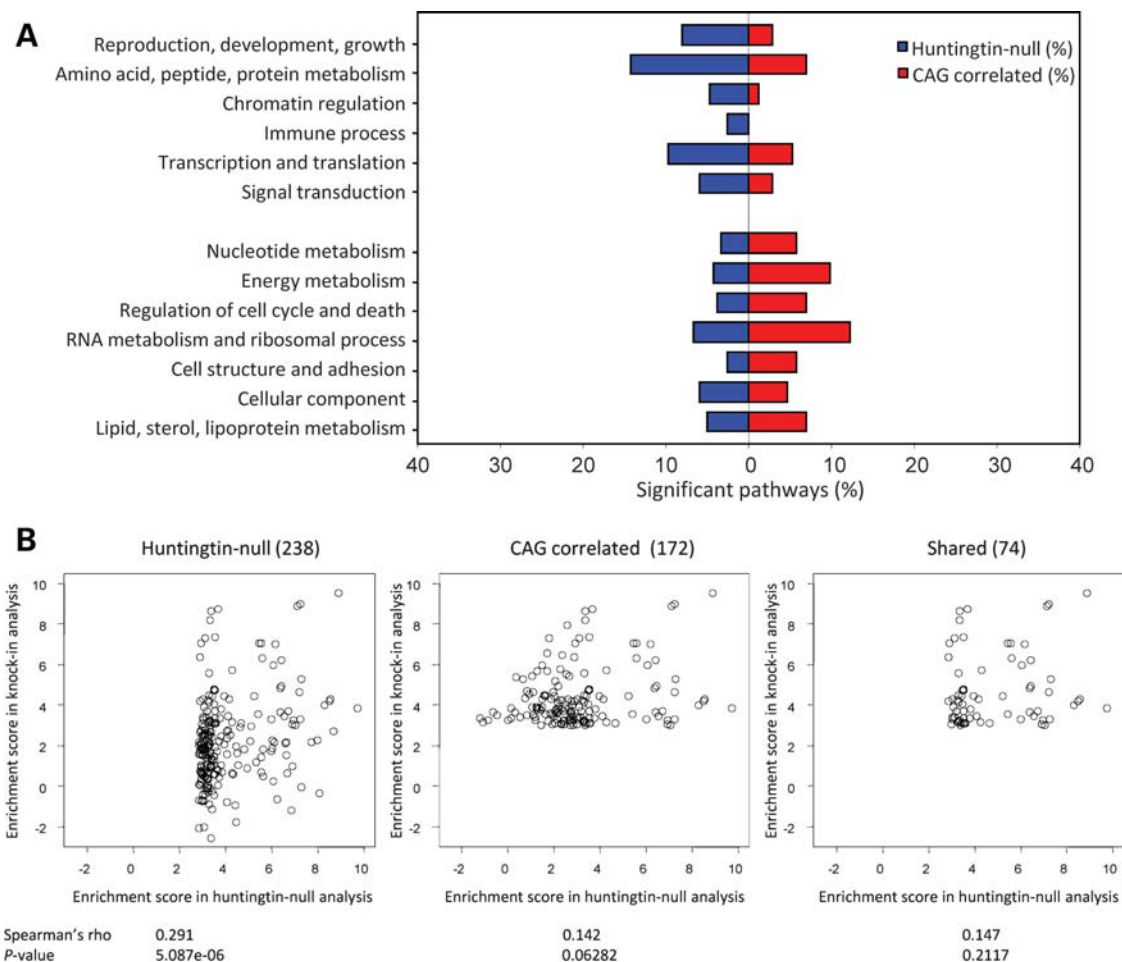 A
Reproduction, development, growth
Amino acid, peptide, protein metabolism
Chromatin regulation
Immune process
Transcription and translation
Signal transduction
Nucleotide metabolism
Energy metabolism
Regulation of cell cycle and death
RNA metabolism and ribosomal process
Cell structure and adhesion
Cellular component
Lipid, sterol, lipoprotein metabolism
Huntingtin-null (%)
CAG correlated (%)
40 30 20 10 0 10 20 30 40
Significant pathways (%)
B
Huntingtin-null (238)
Enrichment score in knock-in analysis
10
8
6
4
2
0
-2
-2 0 2 4 6 8 10
Enrichment score in huntingtin-null analysis
CAG correlated (172)
Enrichment score in knock-in analysis
10
8
6
4
2
0
-2
-2 0 2 4 6 8 10
Enrichment score in huntingtin-null analysis
Shared (74)
Enrichment score in knock-in analysis
10
8
6
4
2
0
-2
-2 0 2 4 6 8 10
Enrichment score in huntingtin-null analysis
Spearman's rho 0.291 0.142 0.147
P-value 5.087e-06 0.06282 0.2117